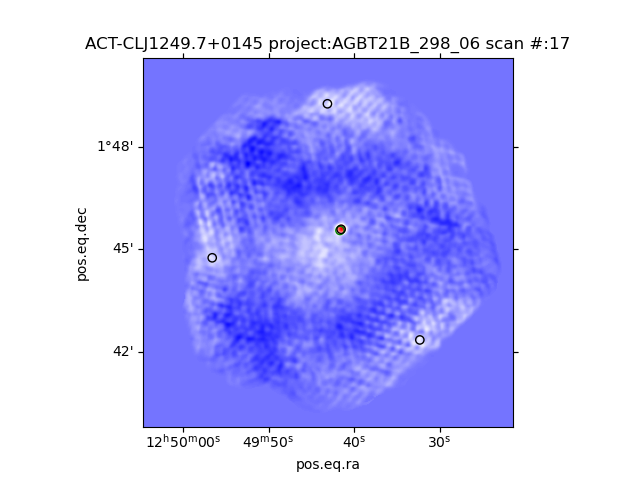 ACT-CLJ1249.7+0145 project:AGBT21B_298_06 scan #:17
1°48'
45'
42'
pos.eq.dec
12ʰ50ᵐ00ˢ 49ᵐ50ˢ 40ˢ 30ˢ
pos.eq.ra